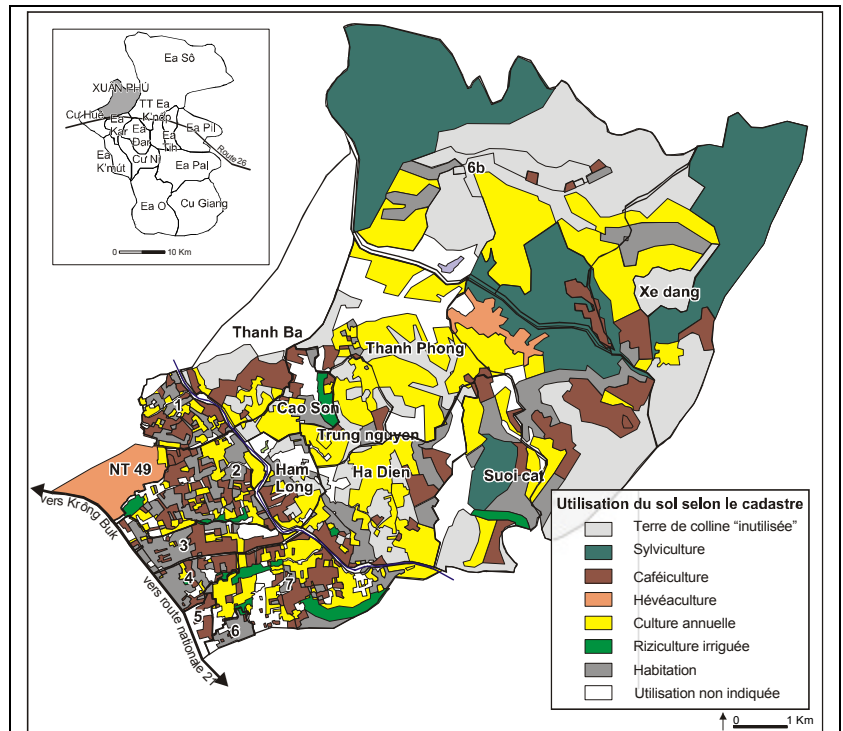 Ea Sô
XUÂN PHÚ
TT Ea
K'nốp
Cư Huê
Ea
Kar
Ea
Đar
Ea
Tih
Ea Pil
Route 26
Ea
K'mút
Cư Ni
Ea Pal
Ea O
Cu Giang
0 10 Km
6b
Xe dang
Thanh Ba
Thanh Phong
1
Cao Son
Trung nguyen
NT 49
2
Ham
Long
Ha Dien
Suoi cat
vers Krông Buk
3
4
7
5
6
vers route nationale 27
Utilisation du sol selon le cadastre
Terre de colline “inutilisée”
Sylviculture
Caféiculture
Hévéaculture
Culture annuelle
Riziculture irriguée
Habitation
Utilisation non indiquée
0 1 Km